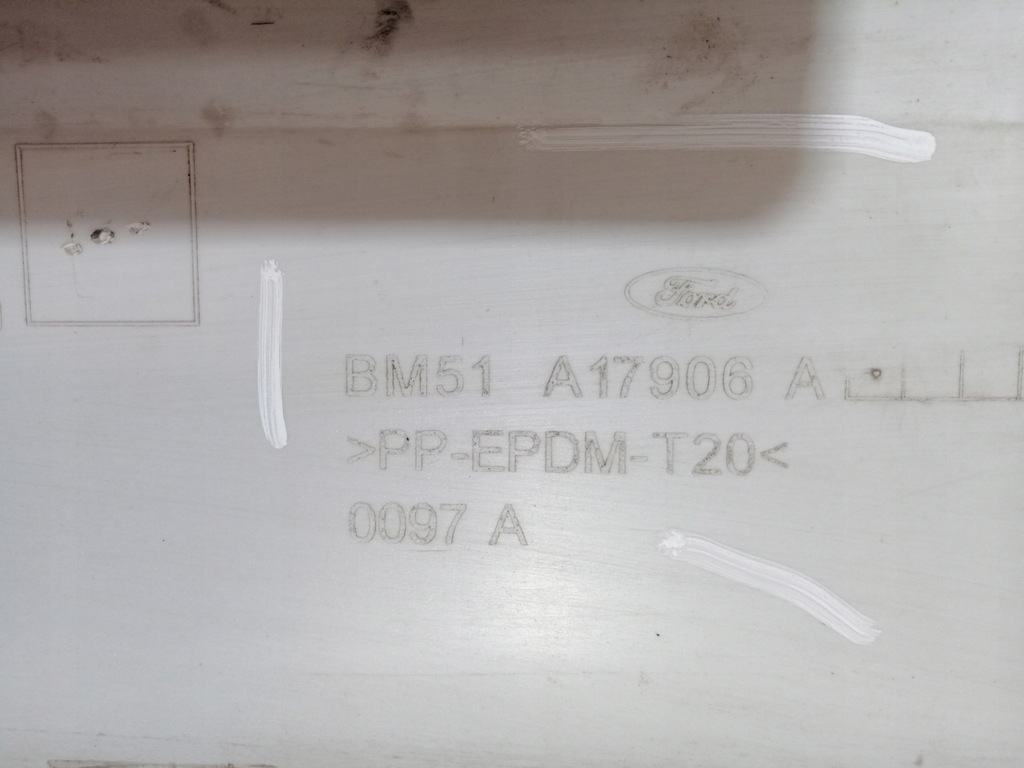 Ford
BM51 A17906 A
>PP-EPDM-T20<
0097 A